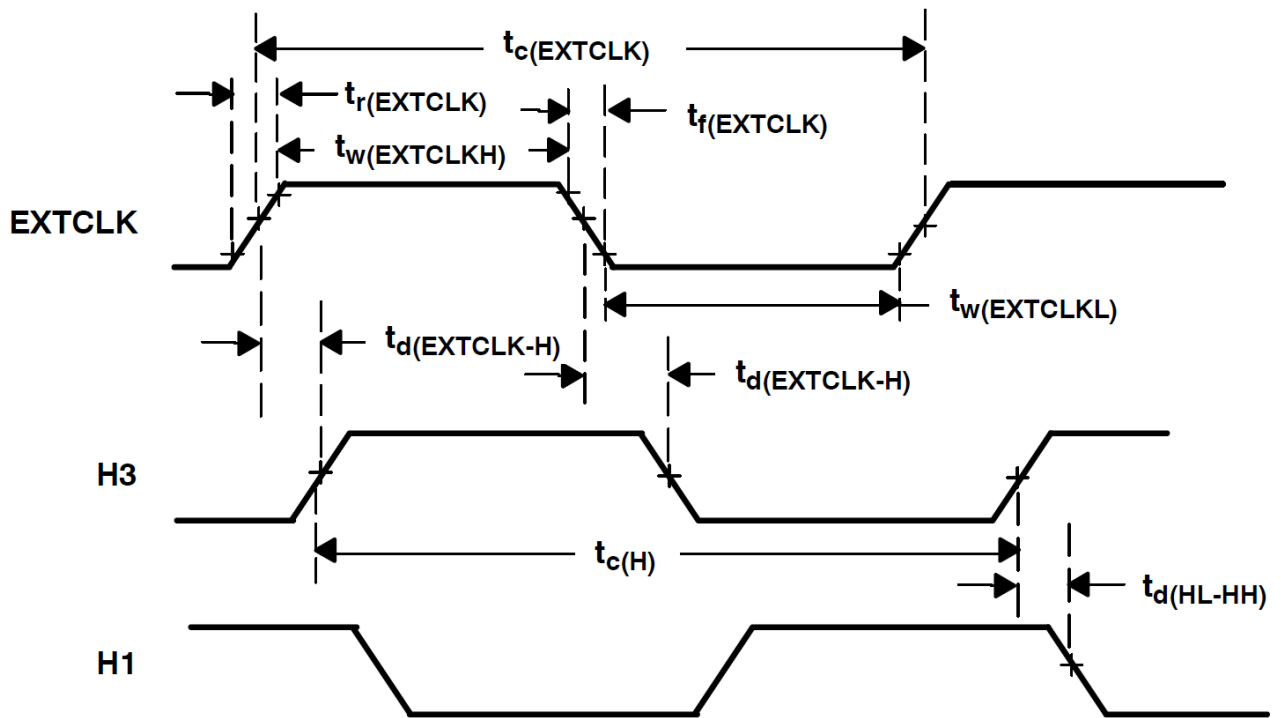 tc(EXTCLK)
tr(EXTCLK)
tf(EXTCLK)
tw(EXTCLKH)
EXTCLK
tw(EXTCLKL)
td(EXTCLK-H)
td(EXTCLK-H)
H3
tc(H)
td(HL-HH)
H1